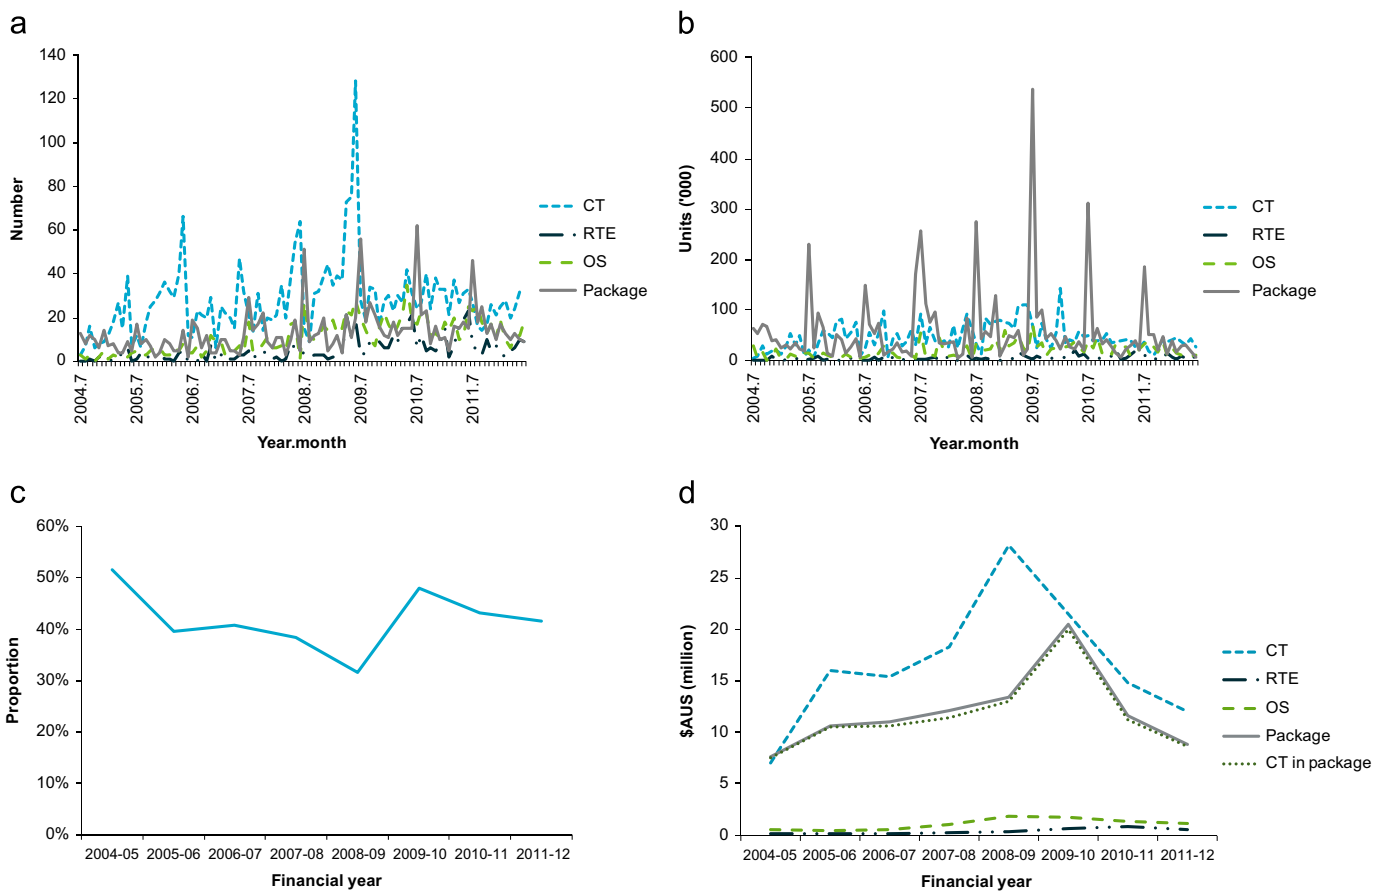 a
140
120
100
80
60
40
20
0
Number
2004.7
2005.7
2006.7
2007.7
2008.7
2009.7
2010.7
2011.7
Year.month
CT
RTE
OS
Package
b
600
500
400
300
200
100
0
Units ('000)
2004.7
2005.7
2006.7
2007.7
2008.7
2009.7
2010.7
2011.7
Year.month
CT
RTE
OS
Package
c
60%
50%
40%
30%
20%
10%
0%
Proportion
2004-05 2005-06 2006-07 2007-08 2008-09 2009-10 2010-11 2011-12
Financial year
d
30
25
20
15
10
5
0
$AUS (million)
2004-05 2005-06 2006-07 2007-08 2008-09 2009-10 2010-11 2011-12
Financial year
CT
RTE
OS
Package
CT in package